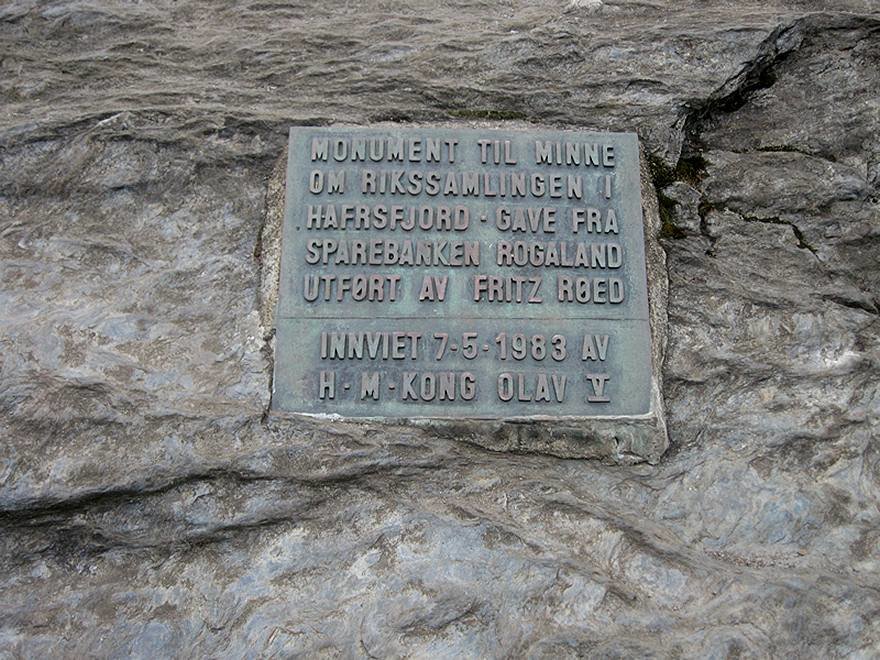 MONUMENT TIL MINNE
OM RIKSSAMLINGEN I
HAFRSFJORD · GAVE FRA
SPAREBANKEN ROGALAND
UTFØRT AV FRITZ RØED
INNVIET 7-5-1983 AV
H·M·KONG OLAV V